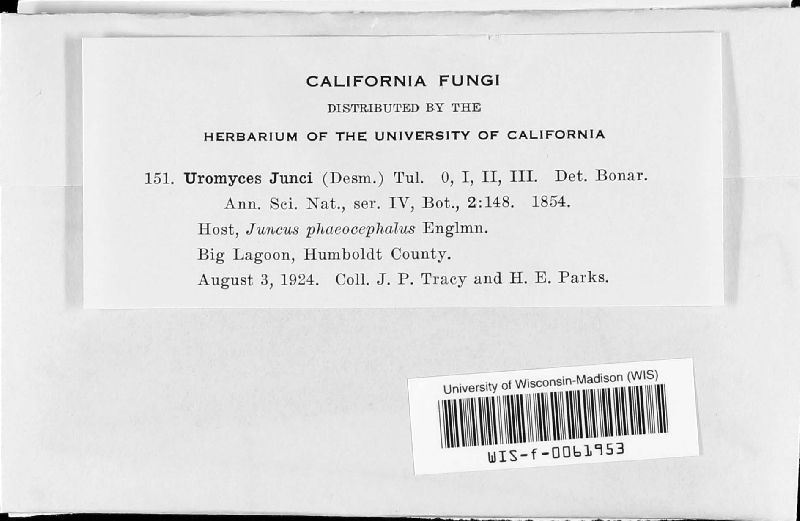 CALIFORNIA FUNGI
DISTRIBUTED BY THE
HERBARIUM OF THE UNIVERSITY OF CALIFORNIA
151. Uromyces Junci (Desm.) Tul. 0, I, II, III. Det. Bonar.
Ann. Sci. Nat., ser. IV, Bot., 2:148. 1854.
Host, Juncus phaeocephalus Englmn.
Big Lagoon, Humboldt County.
August 3, 1924. Coll. J. P. Tracy and H. E. Parks.
University of Wisconsin-Madison (WIS)
WIS-f-0061953